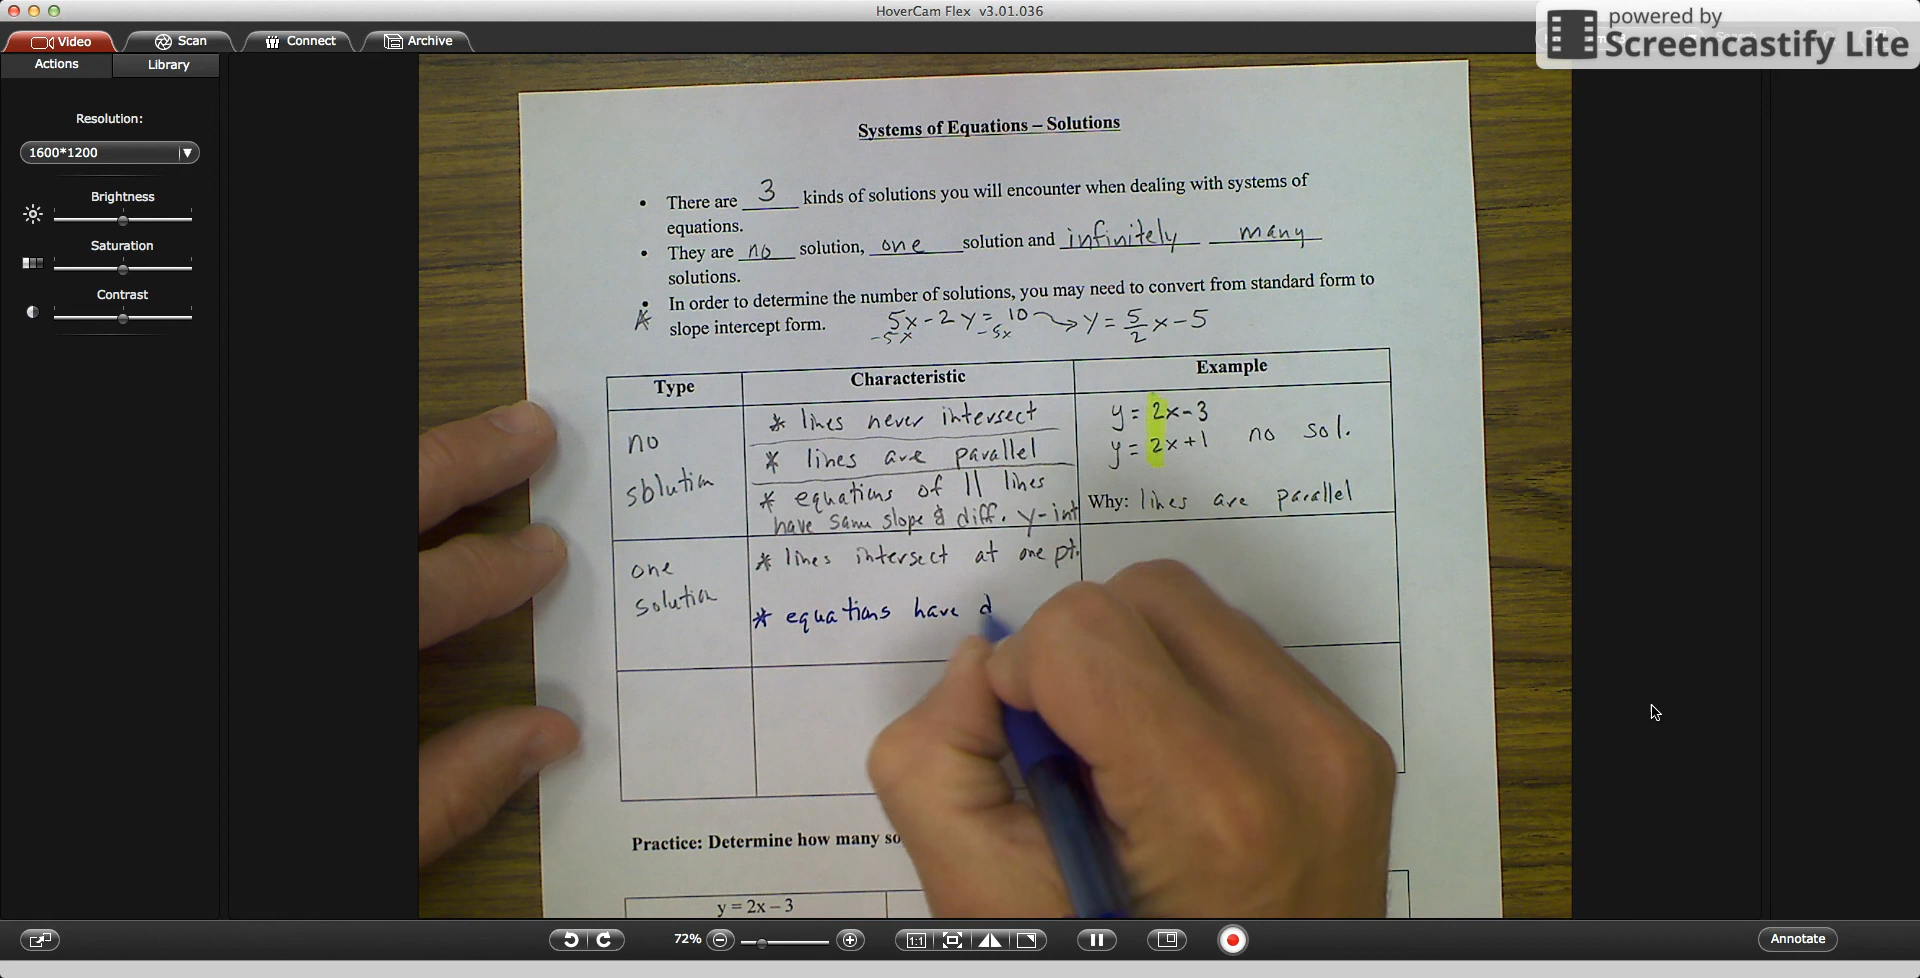 HoverCam Flex v3.01.036
powered by
Screencastify Lite
Video
Scan
Connect
Archive
Actions
Library
Resolution:
1600*1200
Brightness
Saturation
Contrast
Systems of Equations – Solutions
• There are 3 kinds of solutions you will encounter when dealing with systems of
equations.
• They are no solution, one solution and infinitely many
solutions.
• In order to determine the number of solutions, you may need to convert from standard form to
slope intercept form. 5x - 2y = 10 → y = 5/2 x - 5
-5x -5x
Type Characteristic Example
no
solution
* lines never intersect
* lines are parallel
* equations of || lines
have same slope & diff. y-int
y = 2x-3
y = 2x+1 no sol.
Why: lines are parallel
one
solution
* lines intersect at one pt.
* equations have d
Practice: Determine how many so
y = 2x – 3
72%
1:1
Annotate